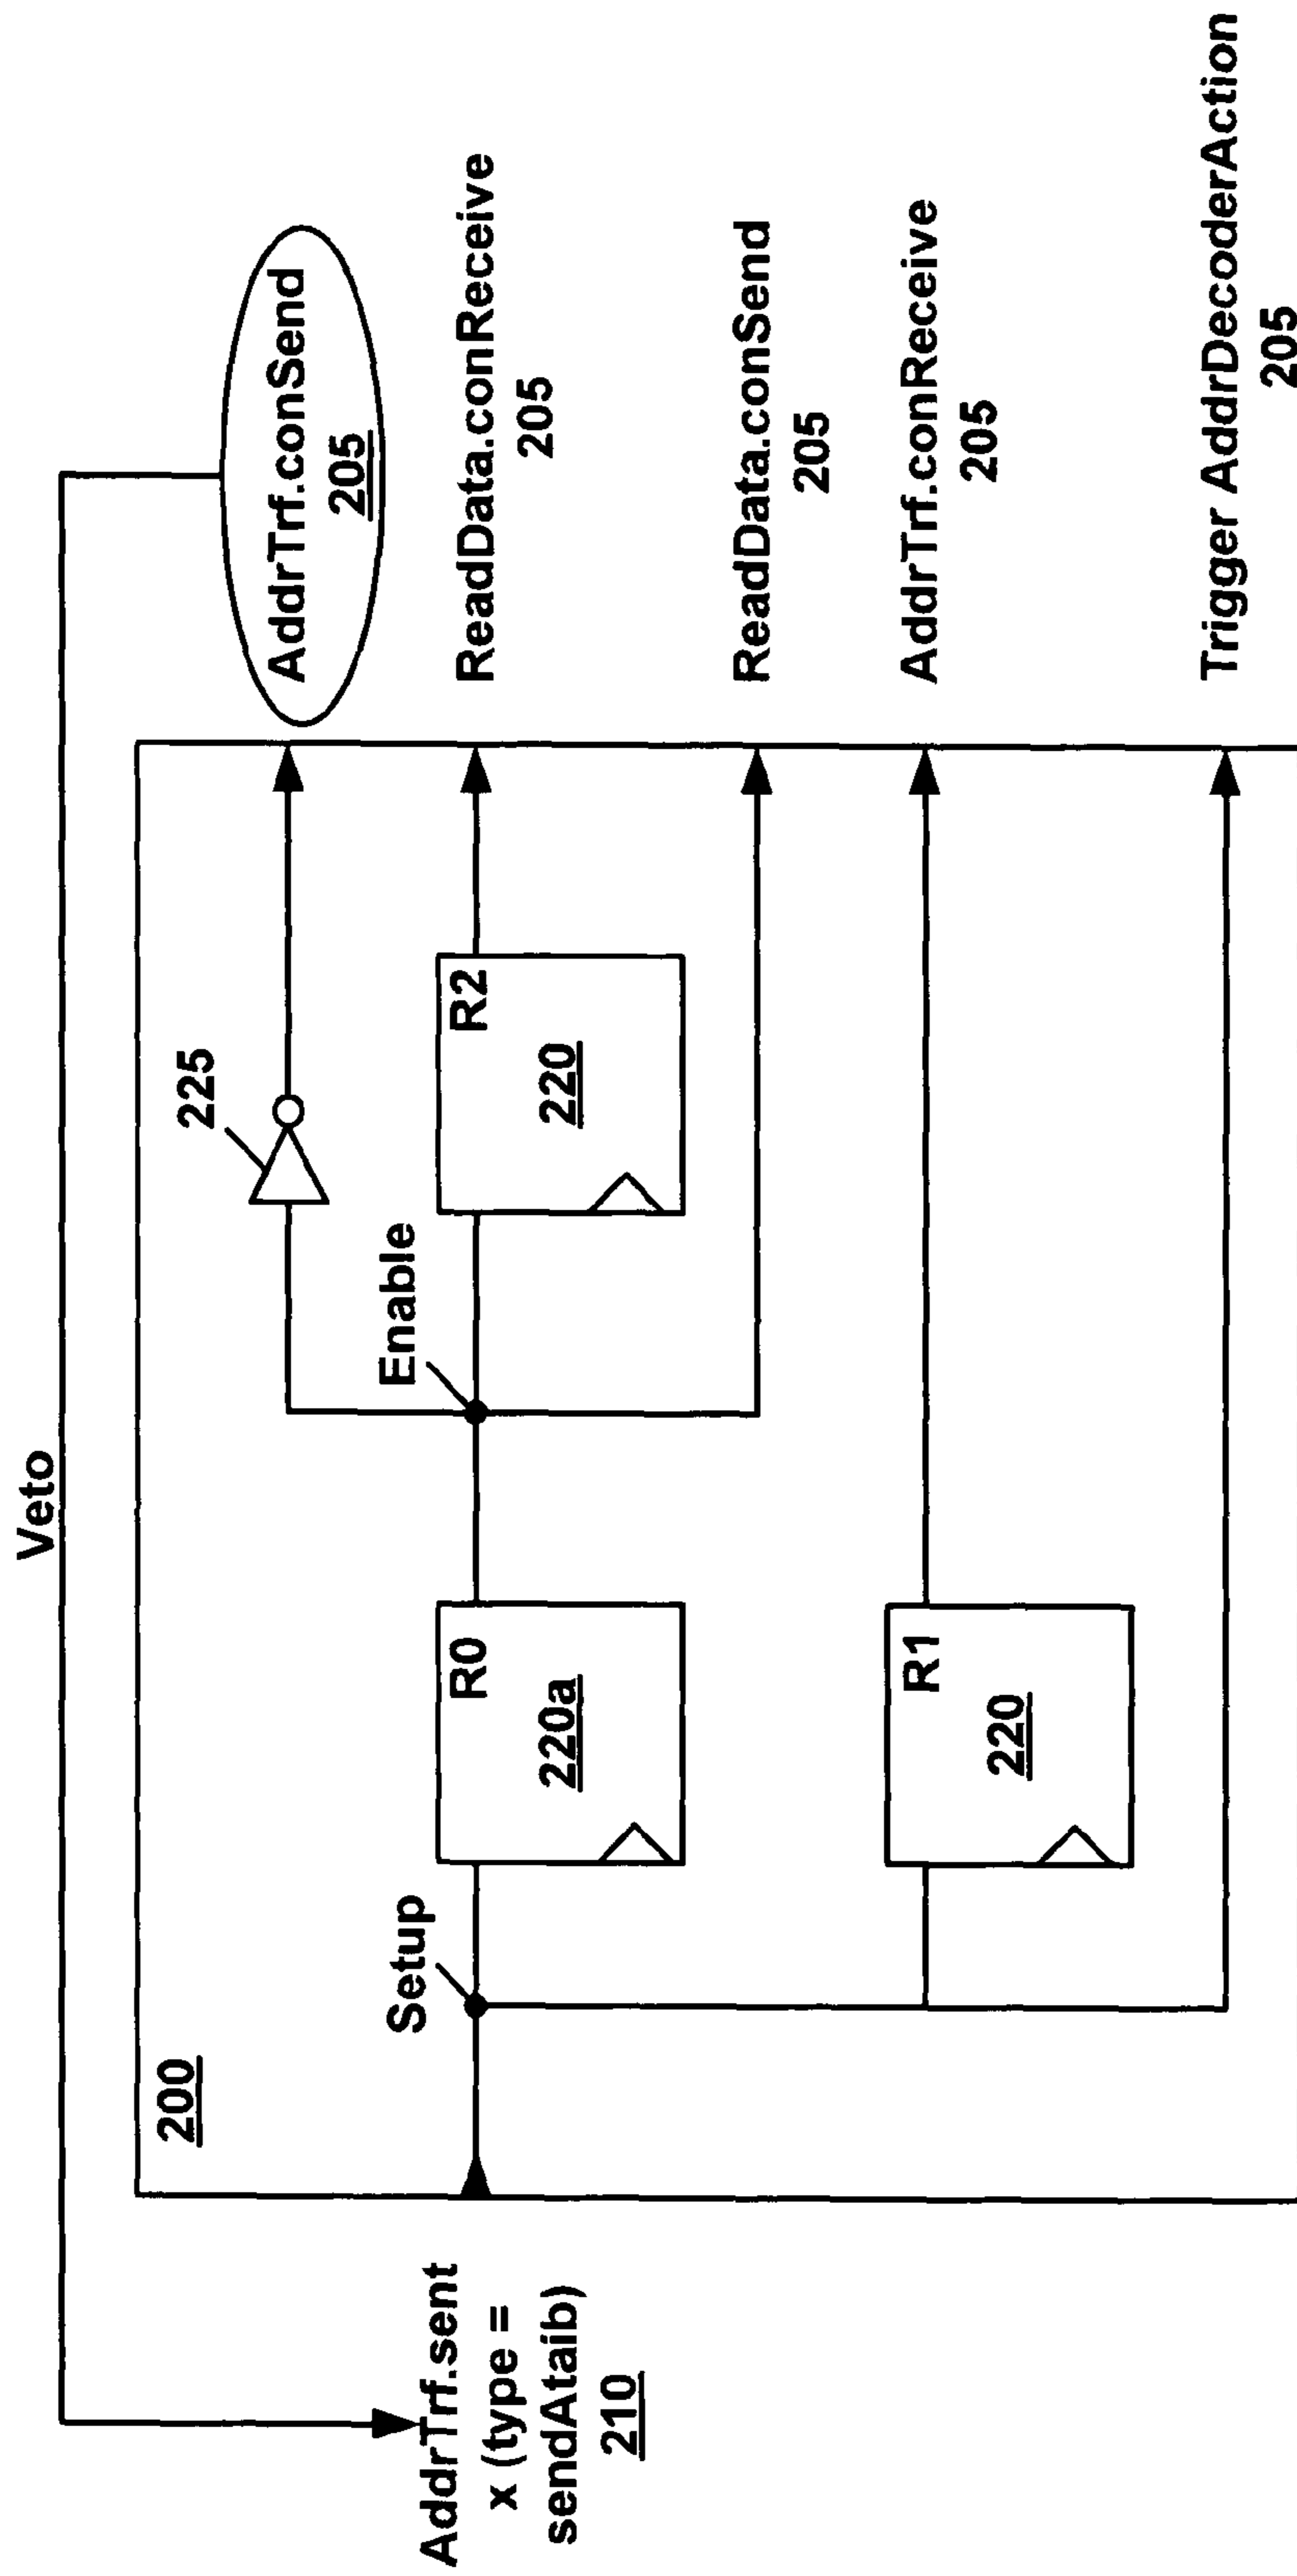 Veto
200
AddrTrf.sent
x (type =
sendAtaib)
210
Setup
R0
220a
R1
220
Enable
225
R2
220
AddrTrf.conSend
205
ReadData.conReceive
205
ReadData.conSend
205
AddrTrf.conReceive
205
Trigger AddrDecoderAction
205